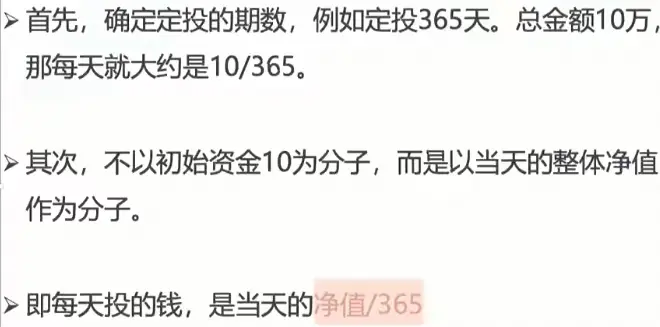 ➢ 首先，确定定投的期数，例如定投365天。总金额10万，
那每天就大约是10/365。
➢ 其次，不以初始资金10为分子，而是以当天的整体净值
作为分子。
➢ 即每天投的钱，是当天的净值/365